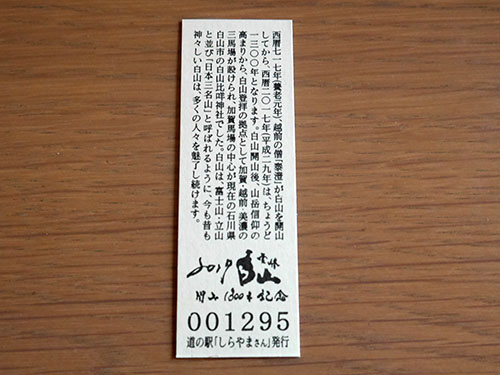 西暦七一七年(養老元年)、越前の僧「泰澄」が白山を開山
してから、西暦二〇一七年(平成二九年)は、ちょうど
一三〇〇年となります。白山開山後、山岳信仰の
高まりから、白山登拝の拠点として加賀・越前・美濃の
三馬場が設けられ、加賀馬場の中心が現在の石川県
白山市の白山比咩神社でした。白山は、富士山・立山
と並び「日本三名山」と呼ばれるように、今も昔も
神々しい白山は、多くの人々を魅了し続けます。
2017 白山
開山1300年記念
001295
道の駅「しらやまさん」発行